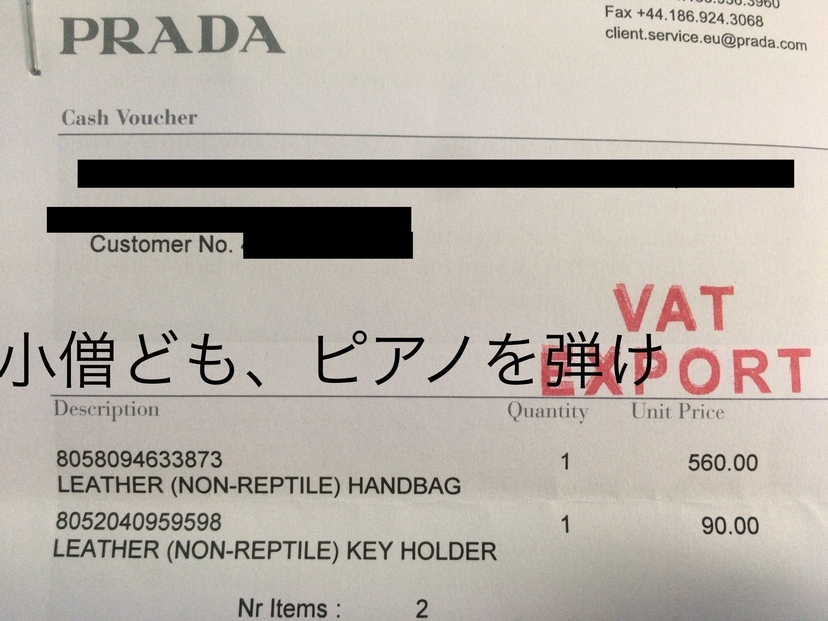 PRADA
Fax +44.186.924.3068
client.service.eu@prada.com
Cash Voucher
Customer No.
VAT
EXPORT
小僧ども、ピアノを弾け
Description Quantity Unit Price
8058094633873 1 560.00
LEATHER (NON-REPTILE) HANDBAG
8052040959598 1 90.00
LEATHER (NON-REPTILE) KEY HOLDER
Nr Items : 2